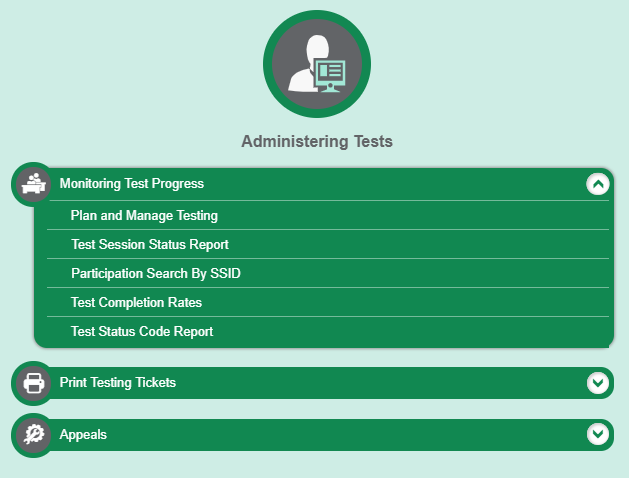 Administering Tests
Monitoring Test Progress
Plan and Manage Testing
Test Session Status Report
Participation Search By SSID
Test Completion Rates
Test Status Code Report
Print Testing Tickets
Appeals